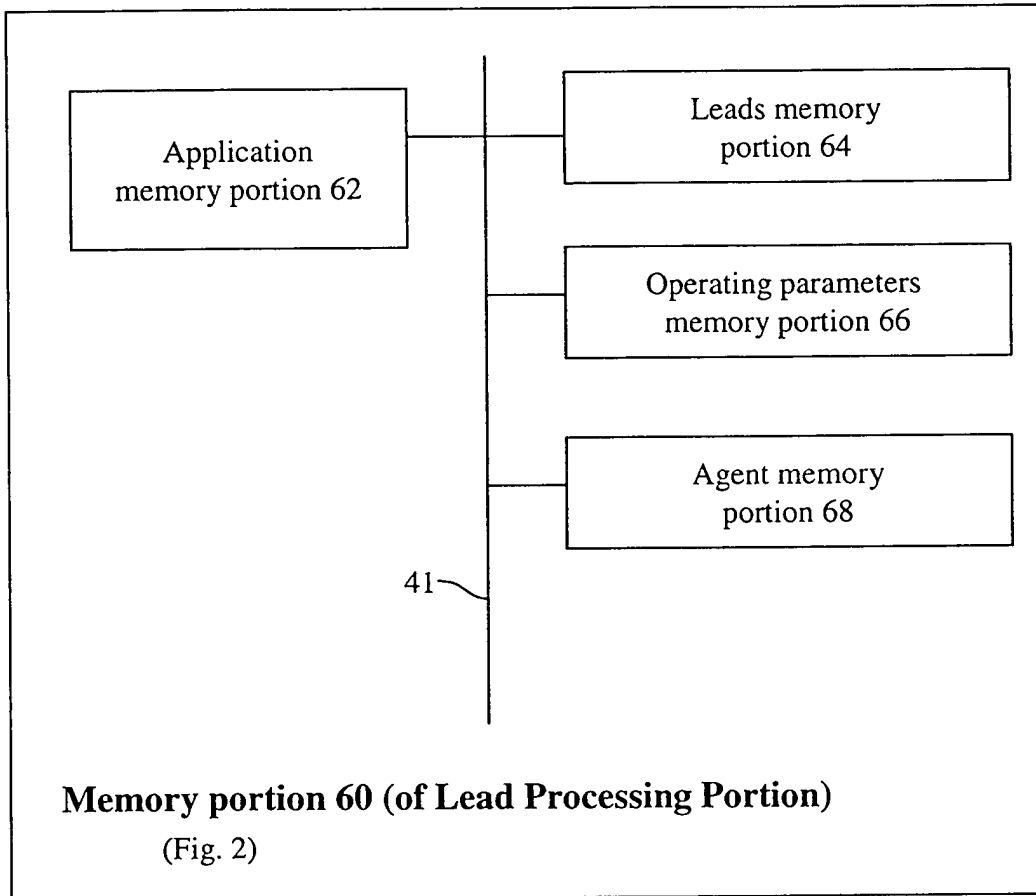 Application
memory portion 62
Leads memory
portion 64
Operating parameters
memory portion 66
Agent memory
portion 68
41
Memory portion 60 (of Lead Processing Portion)
(Fig. 2)